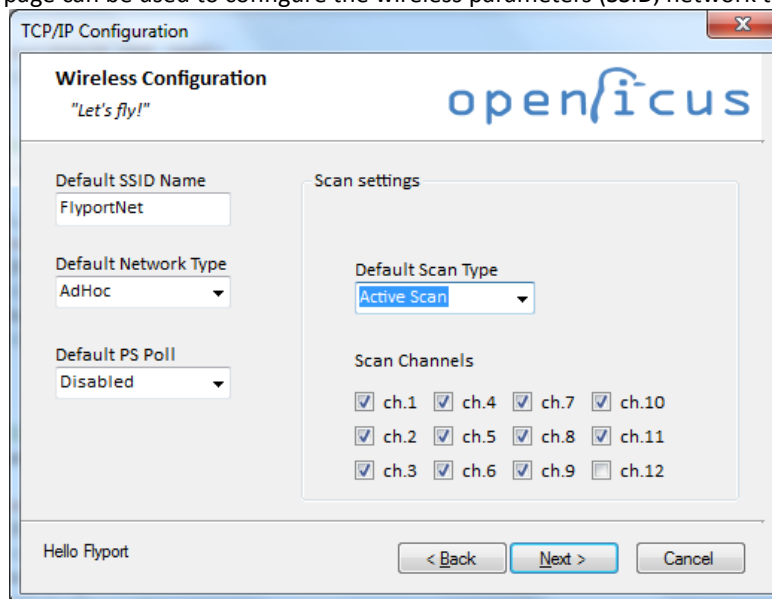 page can be used to configure the wireless parameters (SSID, network t
TCP/IP Configuration
Wireless Configuration
"Let's fly!"
openicus
Default SSID Name
FlyportNet
Default Network Type
AdHoc
Default PS Poll
Disabled
Scan settings
Default Scan Type
Active Scan
Scan Channels
ch.1 ch.4 ch.7 ch.10
ch.2 ch.5 ch.8 ch.11
ch.3 ch.6 ch.9 ch.12
Hello Flyport
< Back Next > Cancel